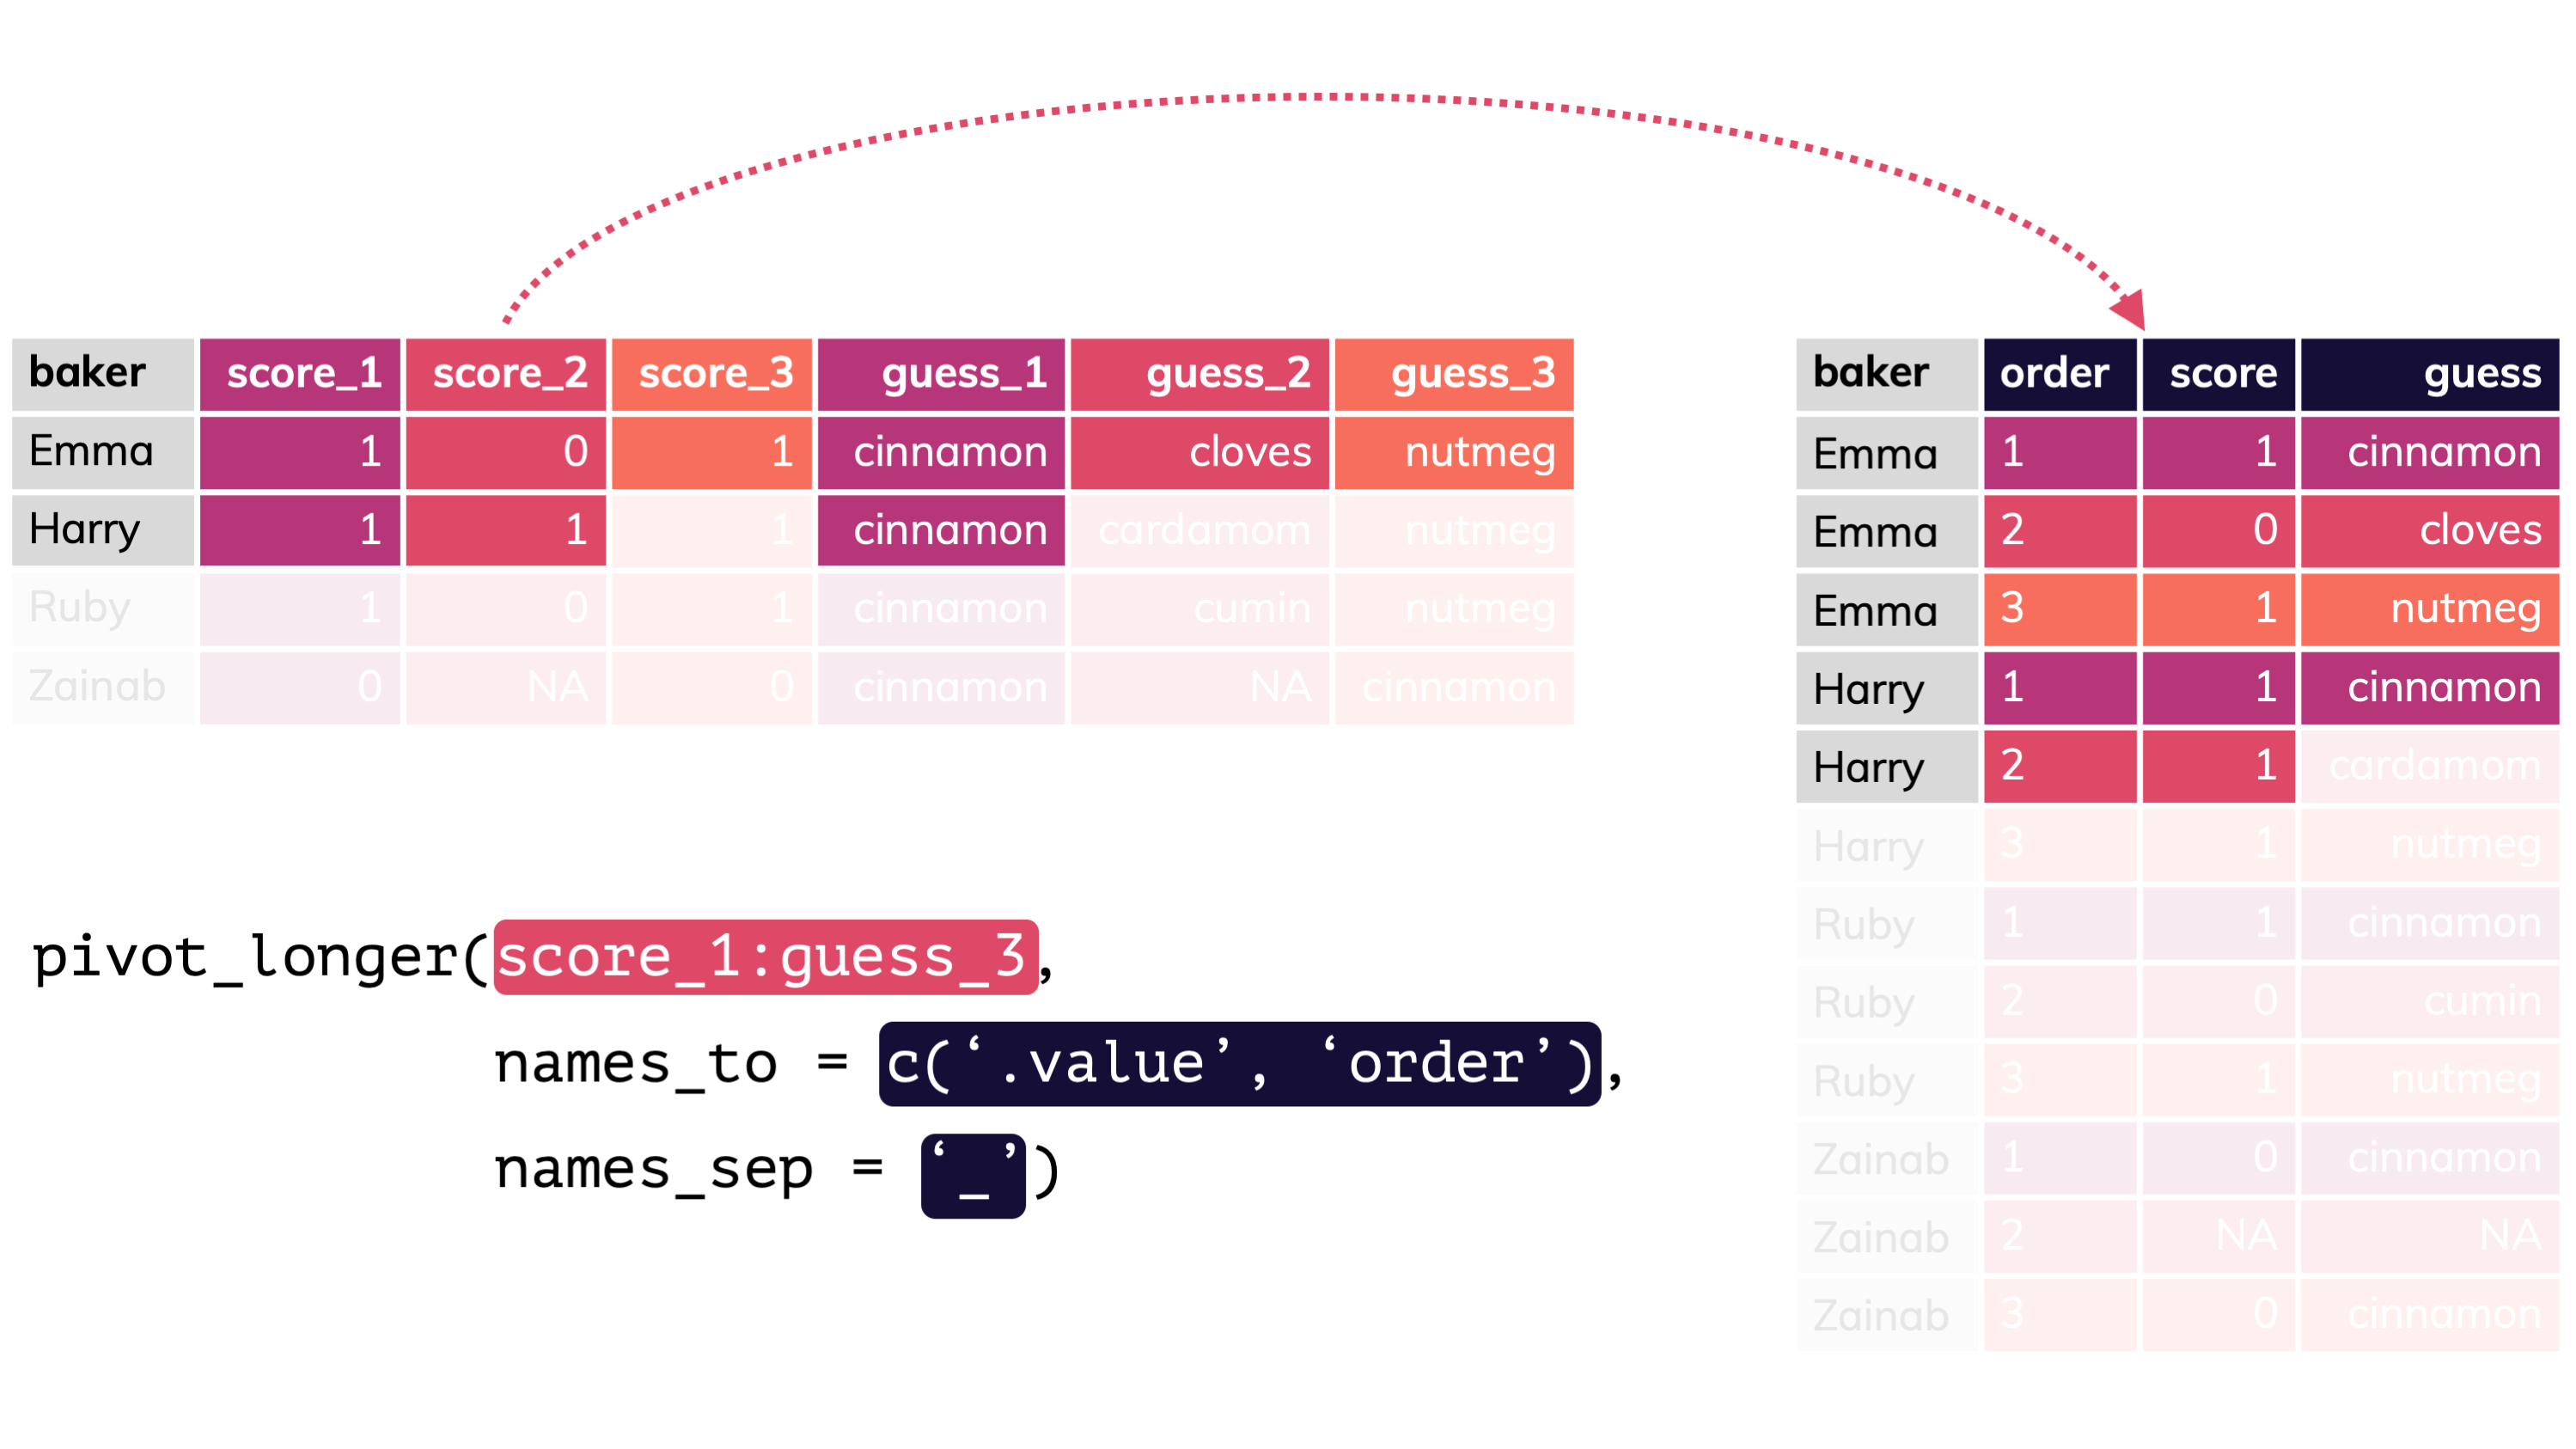 baker score_1 score_2 score_3 guess_1 guess_2 guess_3
Emma 1 0 1 cinnamon cloves nutmeg
Harry 1 1 1 cinnamon cardamom nutmeg
Ruby 1 0 1 cinnamon cumin nutmeg
Zainab 0 NA 0 cinnamon NA cinnamon
pivot_longer(score_1:guess_3,
names_to = c(‘.value’, ‘order’),
names_sep = ‘_’)
baker order score guess
Emma 1 1 cinnamon
Emma 2 0 cloves
Emma 3 1 nutmeg
Harry 1 1 cinnamon
Harry 2 1 cardamom
Harry 3 1 nutmeg
Ruby 1 1 cinnamon
Ruby 2 0 cumin
Ruby 3 1 nutmeg
Zainab 1 0 cinnamon
Zainab 2 NA NA
Zainab 3 0 cinnamon